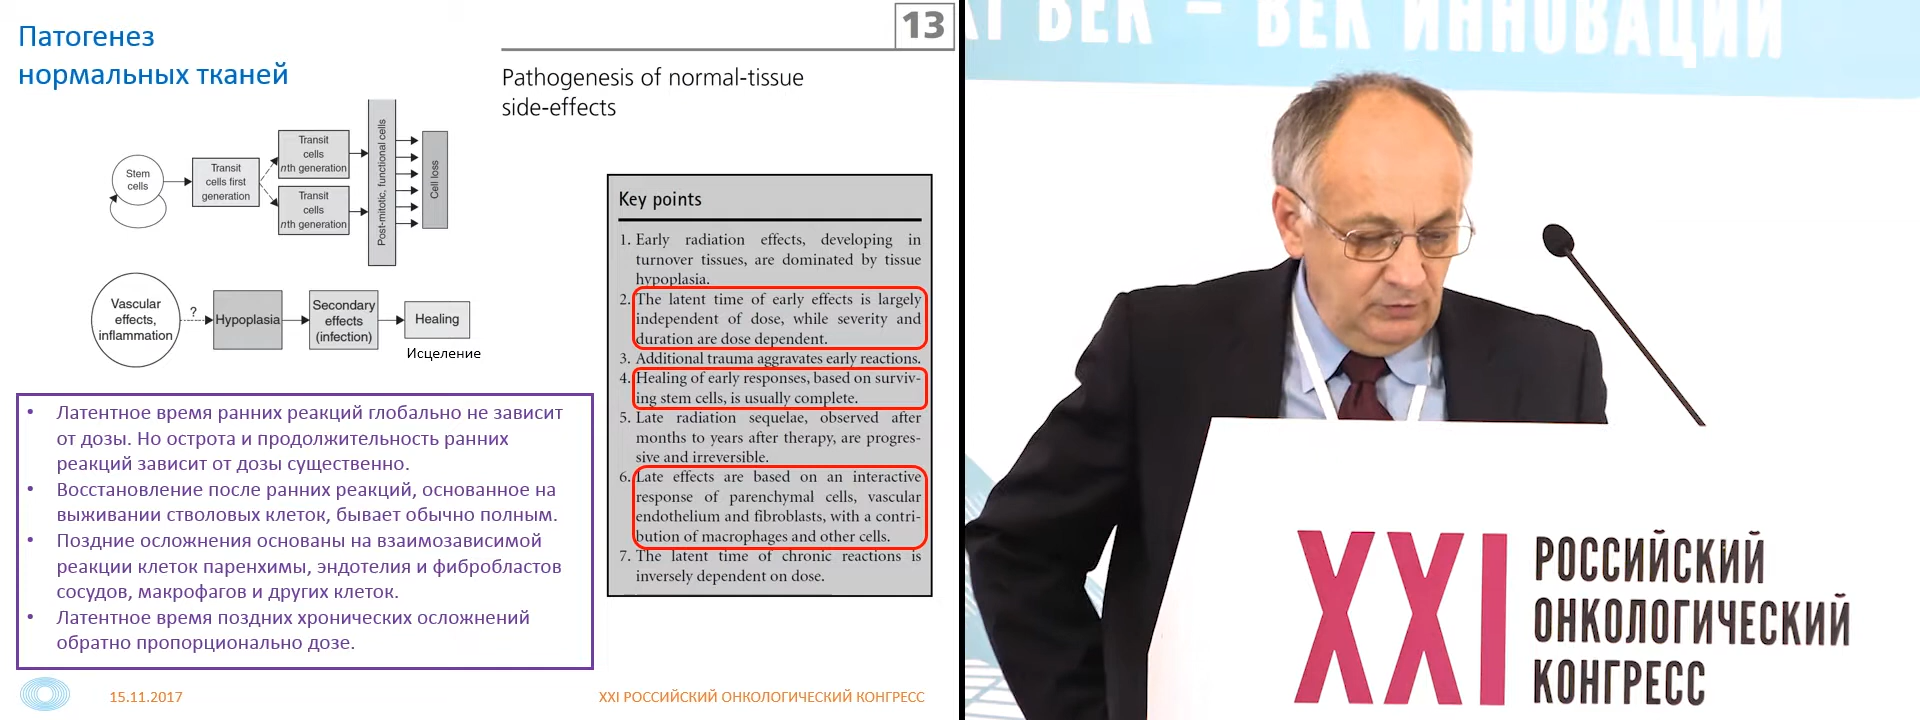 Патогенез
нормальных тканей
13
Pathogenesis of normal-tissue
side-effects
Stem
cells
Transit
cells first
generation
Transit
cells
nth generation)
Transit
cells
nth generation)
Post-mitotic, functional cells
Cell loss
Vascular
effects,
inflammation
?
Hypoplasia
Secondary
effects
(infection)
Healing
Исцеление
Key points
1. Early radiation effects, developing in
turnover tissues, are dominated by tissue
hypoplasia.
2. The latent time of early effects is largely
independent of dose, while severity and
duration are dose dependent.
3. Additional trauma aggravates early reactions.
4. Healing of early responses, based on surviv-
ing stem cells, is usually complete.
5. Late radiation sequelae, observed after
months to years after therapy, are progres-
sive and irreversible.
6. Late effects are based on an interactive
response of parenchymal cells, vascular
endothelium and fibroblasts, with a contri-
bution of macrophages and other cells.
7. The latent time of chronic reactions is
inversely dependent on dose.
• Латентное время ранних реакций глобально не зависит
от дозы. Но острота и продолжительность ранних
реакций зависит от дозы существенно.
• Восстановление после ранних реакций, основанное на
выживании стволовых клеток, бывает обычно полным.
• Поздние осложнения основаны на взаимозависимой
реакции клеток паренхимы, эндотелия и фибробластов
сосудов, макрофагов и других клеток.
• Латентное время поздних хронических осложнений
обратно пропорционально дозе.
15.11.2017
XXI РОССИЙСКИЙ ОНКОЛОГИЧЕСКИЙ КОНГРЕСС
ВЕК – ВЕК ИННОВАЦИЙ
XXI
РОССИЙСКИЙ
ОНКОЛОГИЧЕСКИЙ
КОНГРЕСС